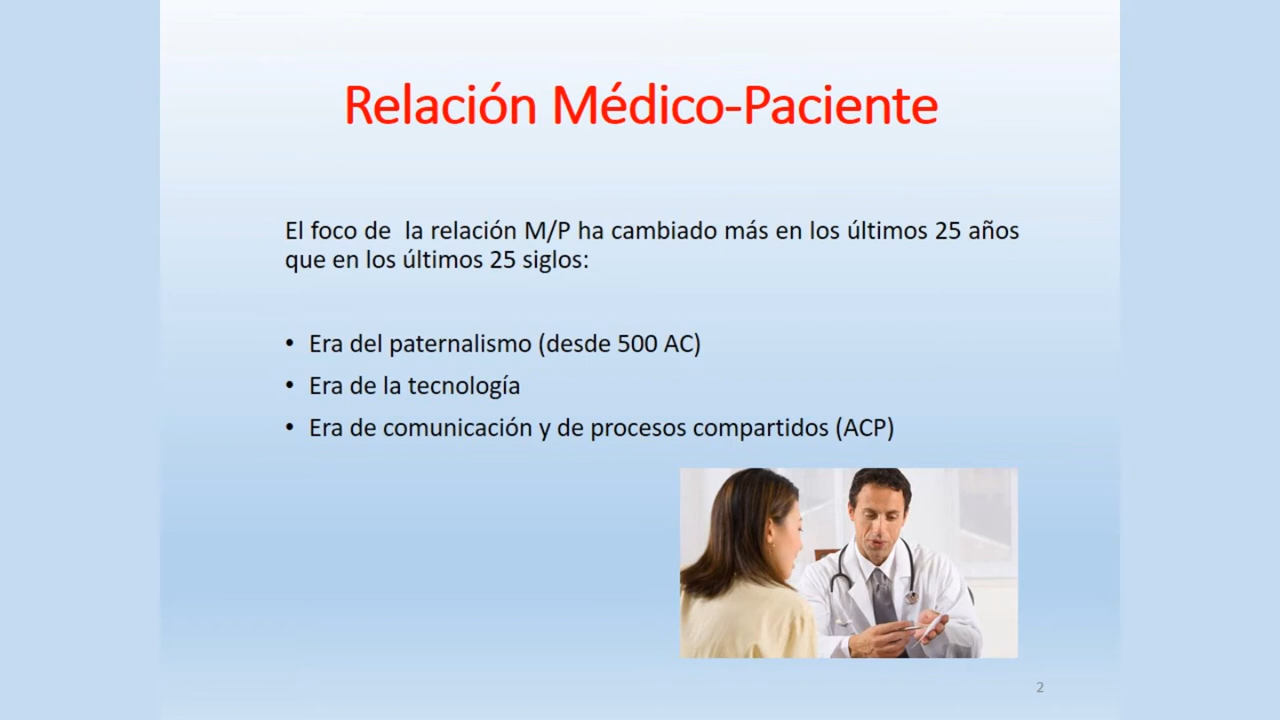 Relación Médico-Paciente
El foco de  la relación M/P ha cambiado más en los últimos 25 años
que en los últimos 25 siglos:
• Era del paternalismo (desde 500 AC)
• Era de la tecnología
• Era de comunicación y de procesos compartidos (ACP)
2